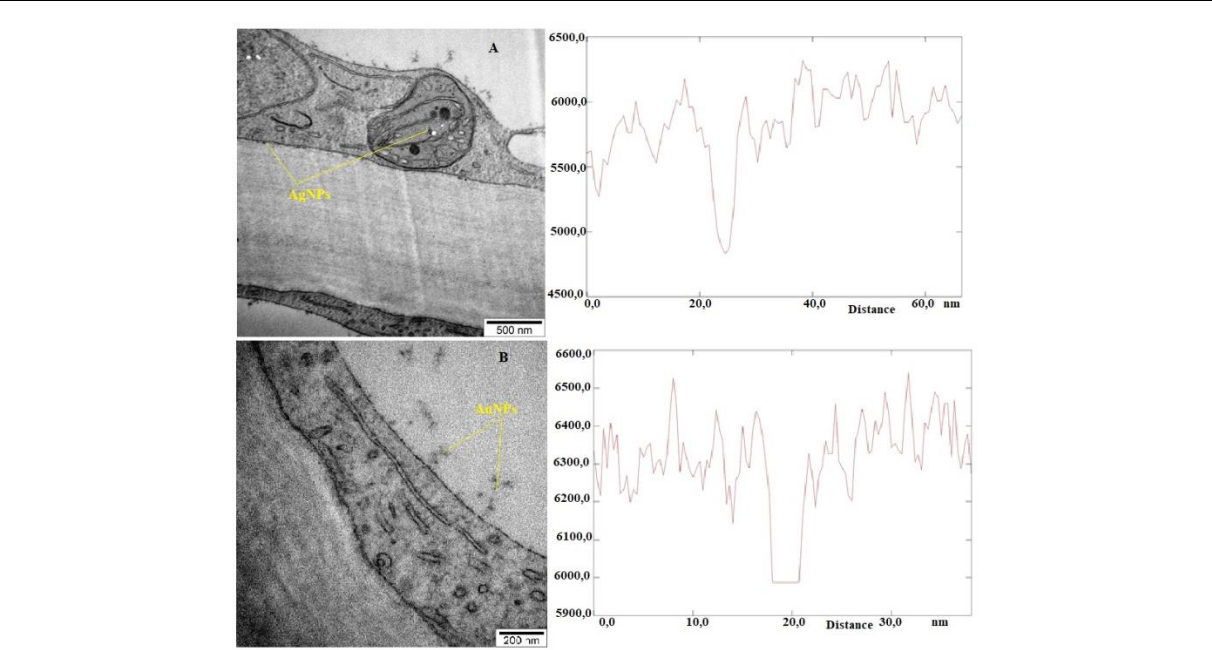 A
AgNPs
500 nm
6500,0
6000,0
5500,0
5000,0
4500,0
0,0 20,0 40,0 60,0 nm
Distance
B
AuNPs
200 nm
6600,0
6500,0
6400,0
6300,0
6200,0
6100,0
6000,0
5900,0
0,0 10,0 20,0 Distance 30,0 nm